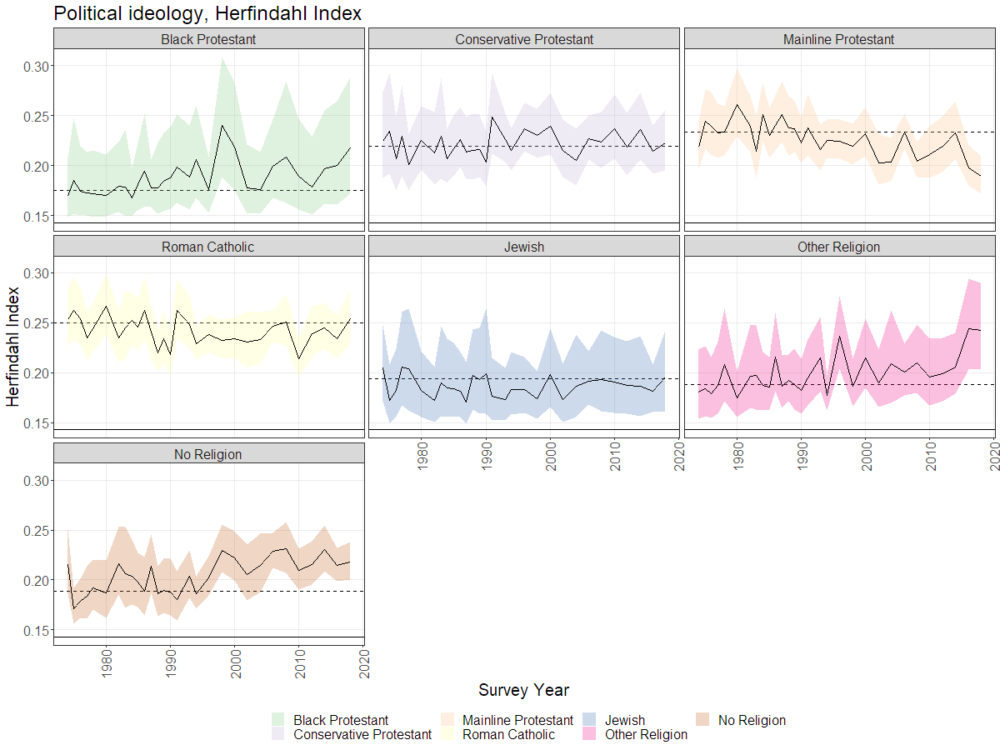 Political ideology, Herfindahl Index
Black Protestant
Conservative Protestant
Mainline Protestant
0.30
0.25
0.20
0.15
Roman Catholic
Jewish
Other Religion
0.30
0.25
0.20
0.15
Herfindahl Index
1980
1990
2000
2010
2020
1980
1990
2000
2010
2020
No Religion
0.30
0.25
0.20
0.15
1980
1990
2000
2010
2020
Survey Year
Black Protestant
Mainline Protestant
Jewish
No Religion
Conservative Protestant
Roman Catholic
Other Religion